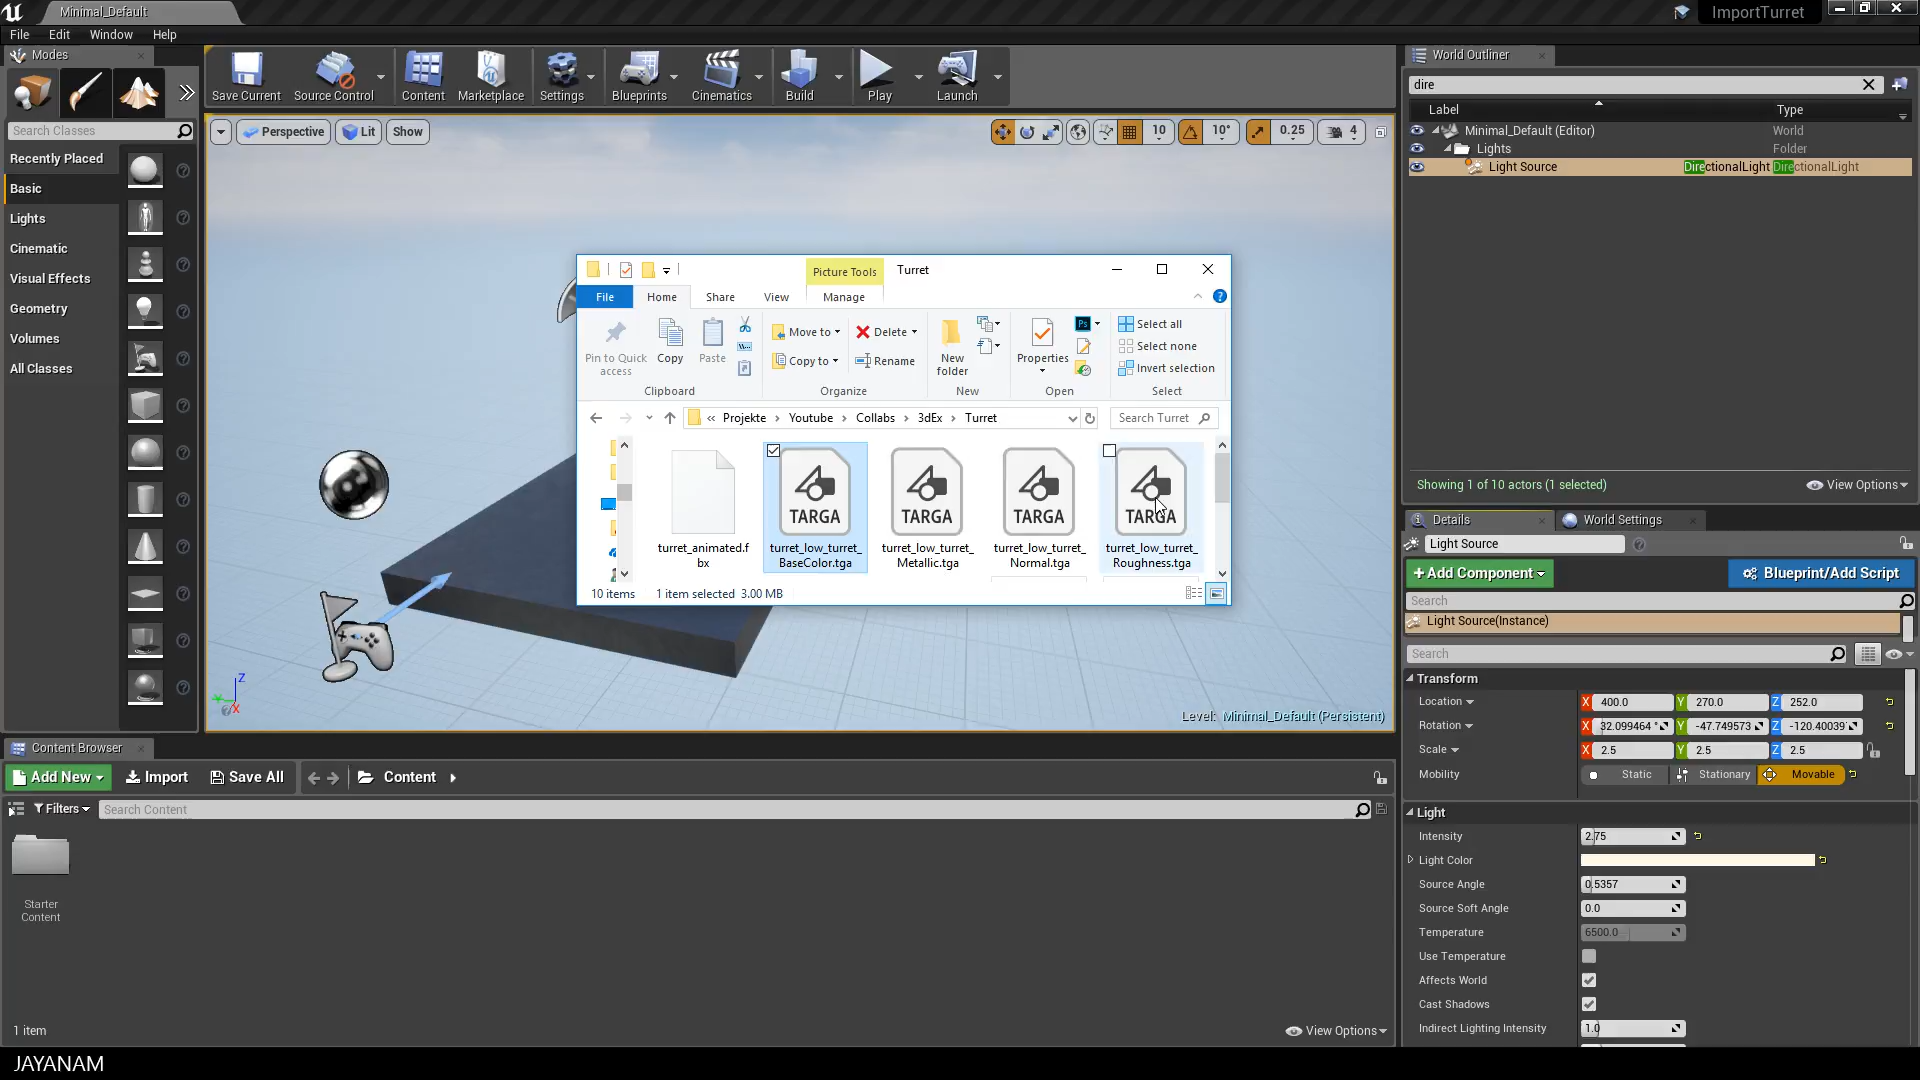 Minimal_Default
ImportTurret
File Edit Window Help
Modes
Save Current
Source Control
Content
Marketplace
Settings
Blueprints
Cinematics
Build
Play
Launch
Search Classes
Recently Placed
Basic
Lights
Cinematic
Visual Effects
Geometry
Volumes
All Classes
Perspective Lit Show
10 10° 0.25 4
World Outliner
dire
Label Type
Minimal_Default (Editor) World
Lights Folder
Light Source DirectionalLight DirectionalLight
Showing 1 of 10 actors (1 selected) View Options
Picture Tools Turret
File Home Share View Manage
Pin to Quick access
Copy
Paste
Move to
Copy to
Delete
Rename
New folder
Properties
Ps
Select all
Select none
Invert selection
Clipboard Organize New Open Select
« Projekte Youtube Collabs 3dEx Turret Search Turret
TARGA TARGA TARGA TARGA
turret_animated.f
bx
turret_low_turret_
BaseColor.tga
turret_low_turret_
Metallic.tga
turret_low_turret_
Normal.tga
turret_low_turret_
Roughness.tga
10 items 1 item selected 3.00 MB
Z
Y
X
Level: Minimal_Default (Persistent)
Details World Settings
Light Source
+Add Component Blueprint/Add Script
Search
Light Source(Instance)
Search
Transform
Location X 400.0 Y 270.0 Z 252.0
Rotation X 32.099464 ° Y -47.749573 Z -120.40039
Scale X 2.5 Y 2.5 Z 2.5
Mobility Static Stationary Movable
Light
Intensity 2.75
Light Color
Source Angle 0.5357
Source Soft Angle 0.0
Temperature 6500.0
Use Temperature
Affects World
Cast Shadows
Indirect Lighting Intensity 1.0
Content Browser
Add New Import Save All Content
Filters Search Content
Starter
Content
1 item View Options
JAYANAM